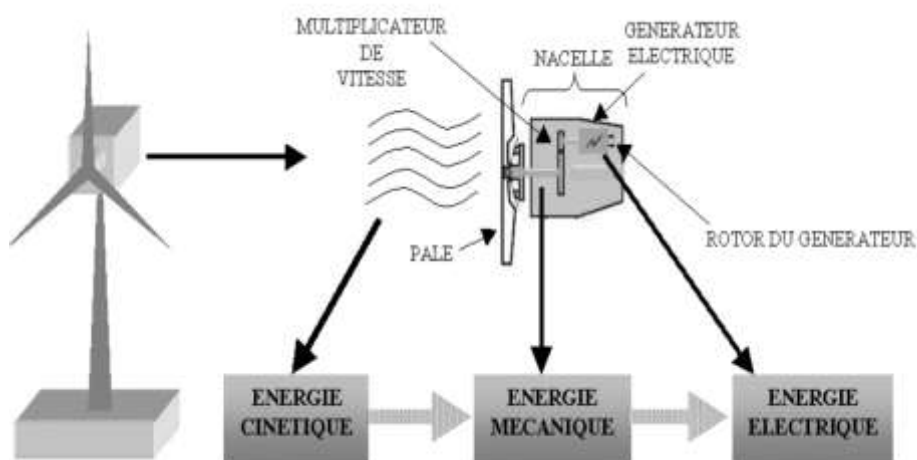 MULTIPLICATEUR
DE
VITESSE
NACELLE
GENERATEUR
ELECTRIQUE
PALE
ROTOR DU GENERATEUR
ENERGIE
CINETIQUE
ENERGIE
MECANIQUE
ENERGIE
ELECTRIQUE